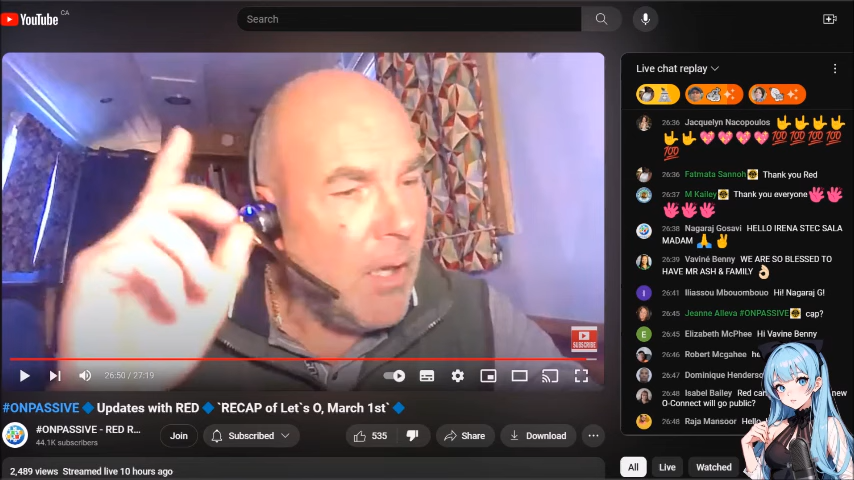 YouTube CA
Search
Live chat replay
26:36 Jacquelyn Nacopoulos 🤟🤟🤟🤟
🤟🤟💖💖💖💖💯💯💯💯
💯
26:36 Fatmata Sannoh Thank you Red
26:37 M Kailey Thank you everyone
26:38 Nagaraj Gosavi HELLO IRENA STEC SALA
MADAM 🙏✌
26:39 Vavinè Benny WE ARE SO BLESSED TO
HAVE MR ASH & FAMILY 👌🏻
26:41 Iliassou Mbouombouo Hi! Nagaraj G!
26:45 Jeanne Alleva #ONPASSIVE cap?
26:45 Elizabeth McPhee Hi Vavine Benny
26:46 Robert Mcgahee
26:47 Dominique
26:48 Isabel Bailey Red new
O-Connect will go public?
26:48 Raja Mansoor
SUBSCRIBE
26:50 / 27:19
#ONPASSIVE 🔷Updates with RED🔷`RECAP of Let`s O, March 1st` 🔷
#ONPASSIVE - RED R...
44.1K subscribers
Join
Subscribed
535
Share
Download
2,489 views Streamed live 10 hours ago
All
Live
Watched